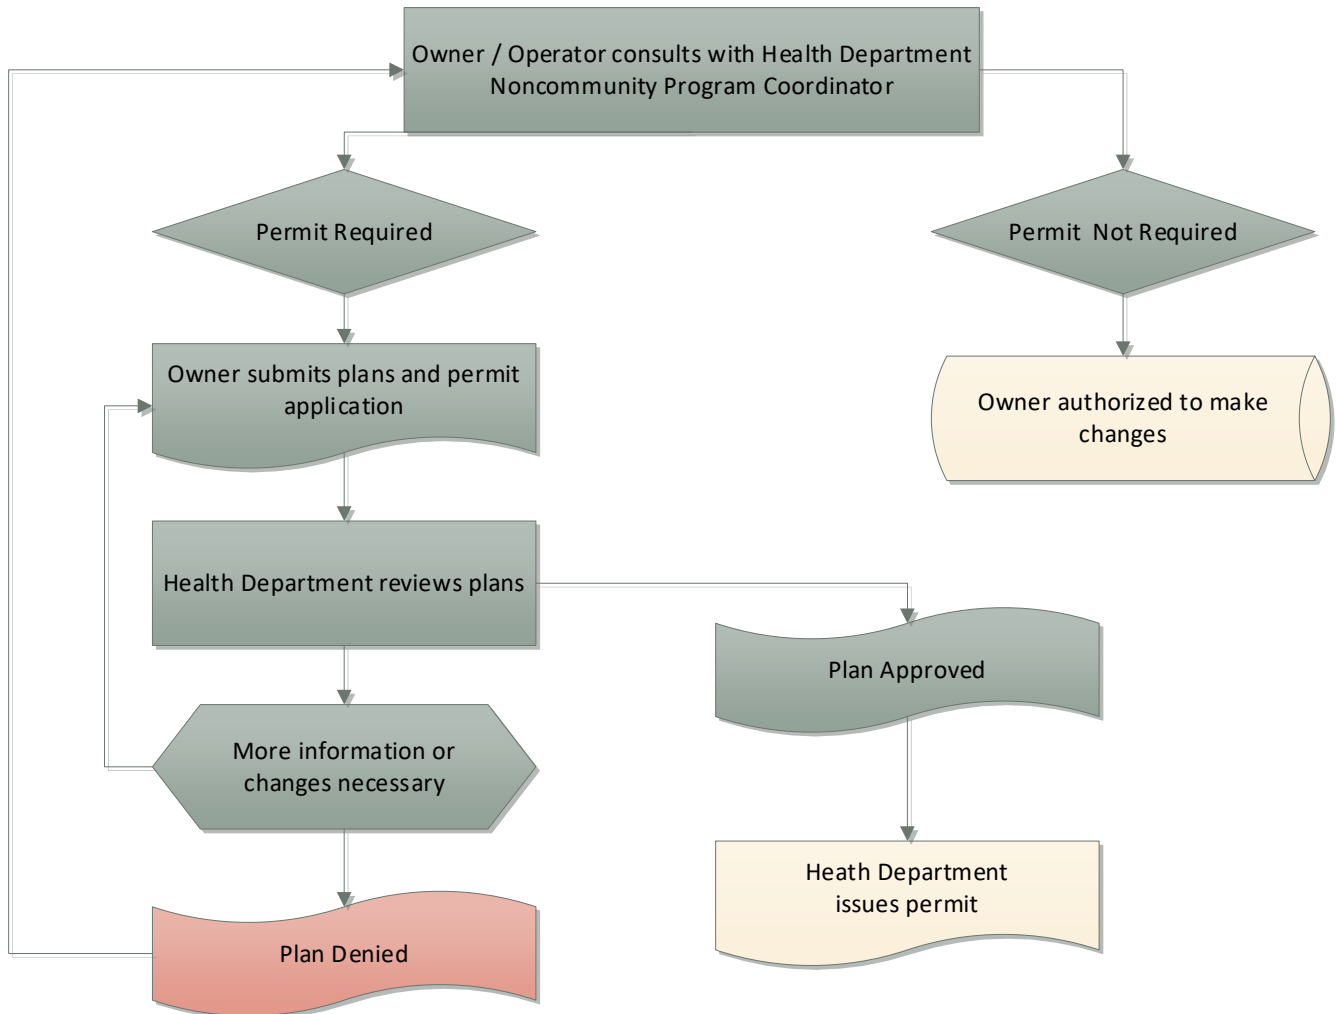 Owner / Operator consults with Health Department
Noncommunity Program Coordinator
Permit Required
Permit Not Required
Owner submits plans and permit
application
Owner authorized to make
changes
Health Department reviews plans
Plan Approved
More information or
changes necessary
Heath Department
issues permit
Plan Denied